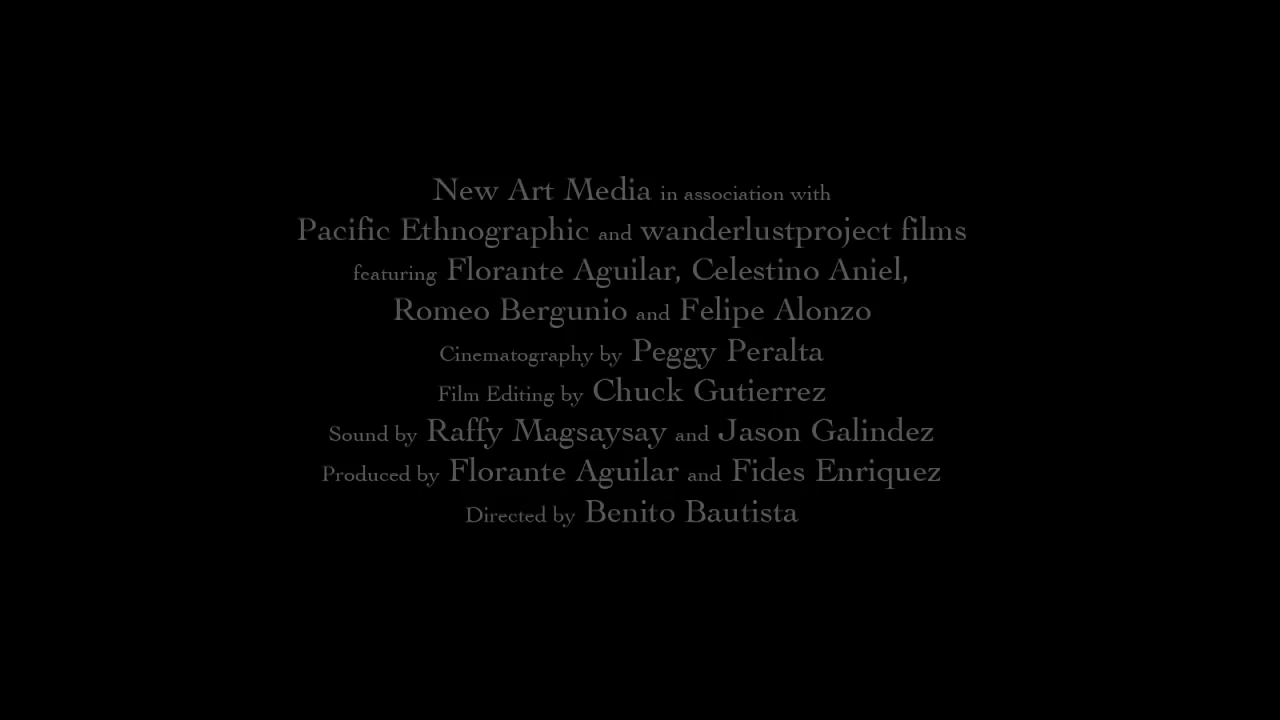 New Art Media in association with
Pacific Ethnographic and wanderlustproject films
featuring Florante Aguilar, Celestino Aniel,
Romeo Bergunio and Felipe Alonzo
Cinematography by Peggy Peralta
Film Editing by Chuck Gutierrez
Sound by Raffy Magsaysay and Jason Galindez
Produced by Florante Aguilar and Fides Enriquez
Directed by Benito Bautista